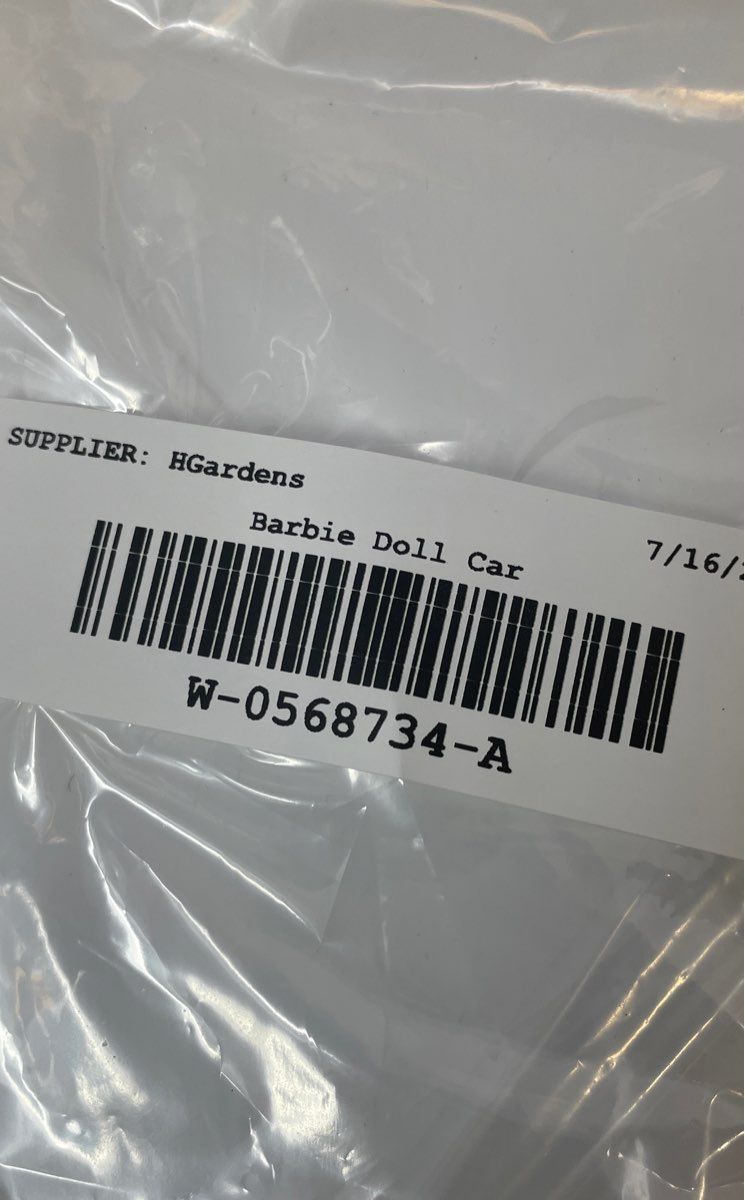 SUPPLIER: HGardens
Barbie Doll Car
7/16/
W-0568734-A